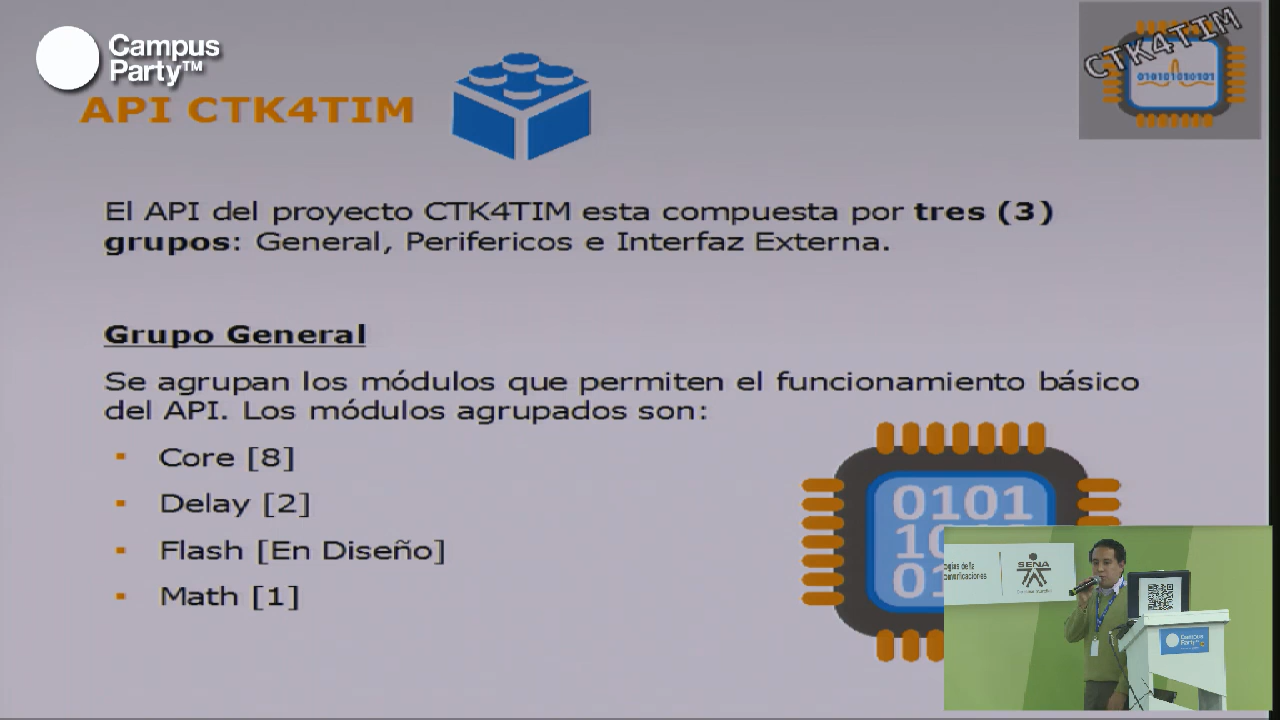 Campus
Party™
API CTK4TIM
CTK4TIM
010101010101
El API del proyecto CTK4TIM esta compuesta por tres (3)
grupos: General, Perifericos e Interfaz Externa.
Grupo General
Se agrupan los módulos que permiten el funcionamiento básico
del API. Los módulos agrupados son:
▪ Core [8]
▪ Delay [2]
▪ Flash [En Diseño]
▪ Math [1]
0101
SENA
Campus
Party